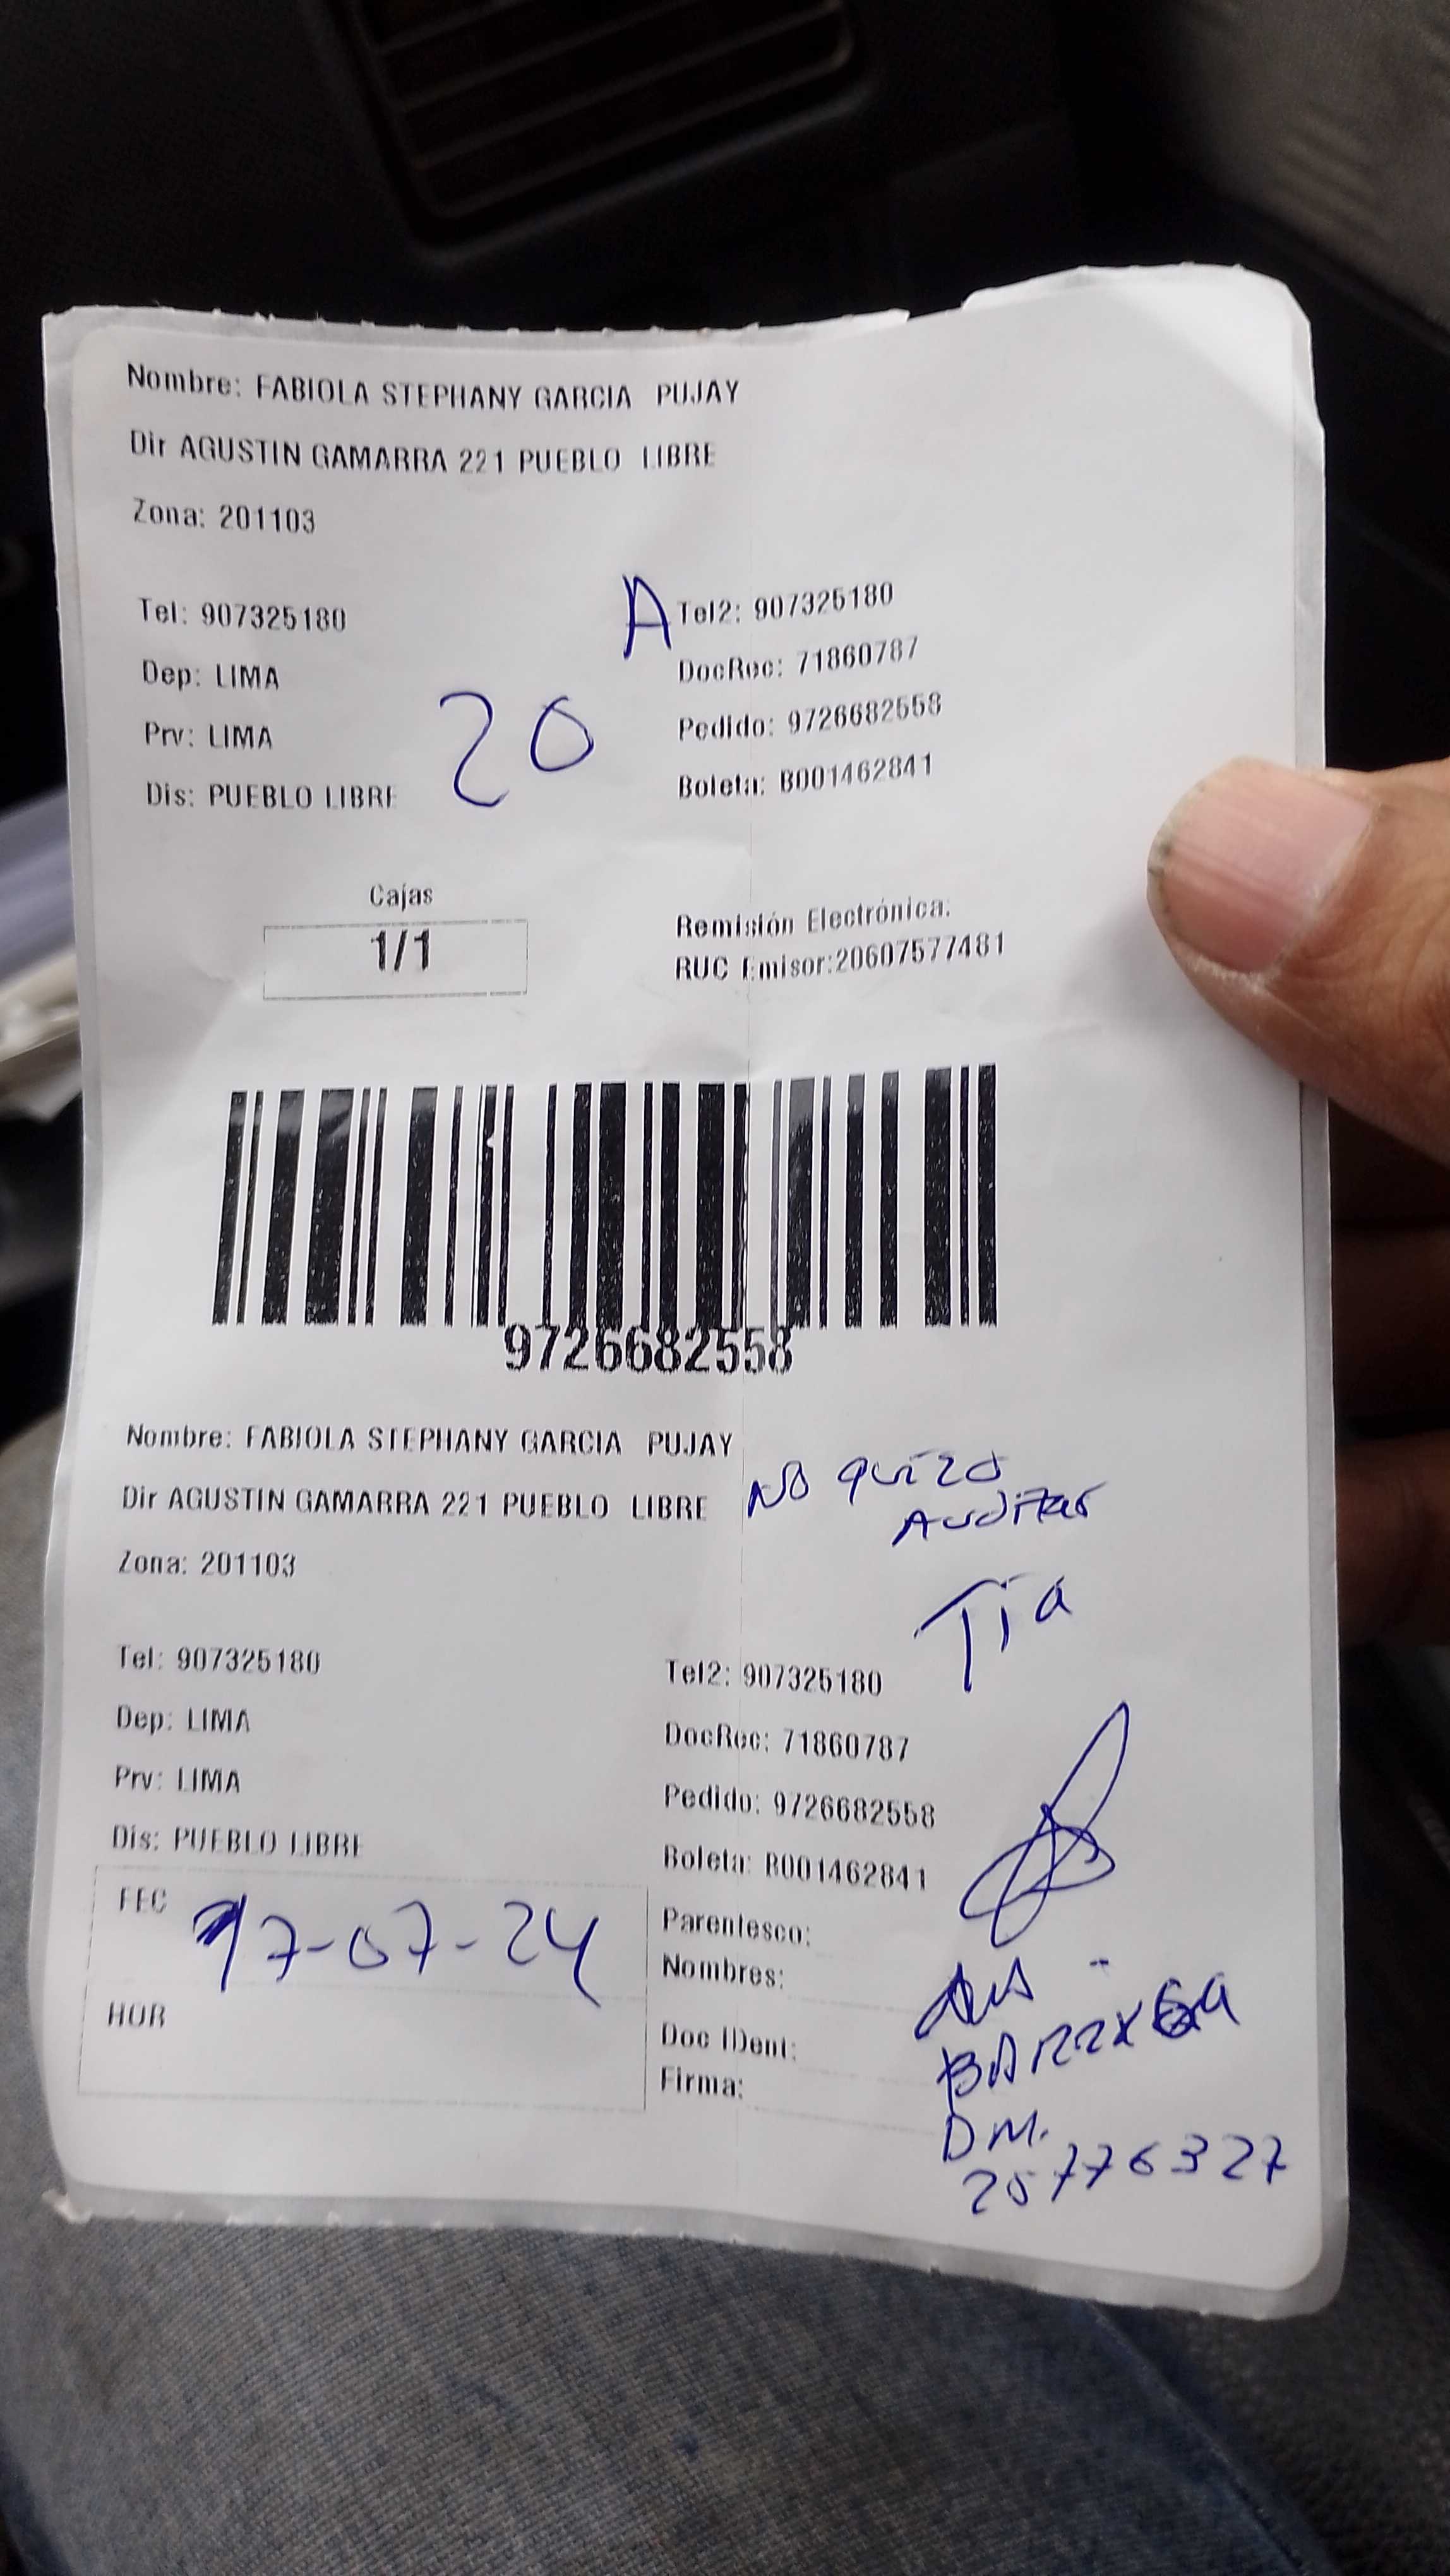 Nombre: FABIOLA STEPHANY GARCIA PUJAY
Dir AGUSTIN GAMARRA 221 PUEBLO LIBRE
Zona: 201103
A
Tel: 907325180 Tel2: 907325180
Dep: LIMA DocRec: 71860787
20
Prv: LIMA Pedido: 9726682558
Dis: PUEBLO LIBRE Boleta: B001462841
Cajas
1/1
Remisión Electrónica:
RUC Emisor:20607577481
9726682558
Nombre: FABIOLA STEPHANY GARCIA PUJAY
No quizo
Auditar
Dir AGUSTIN GAMARRA 221 PUEBLO LIBRE
Zona: 201103
Tía
Tel: 907325180 Tel2: 907325180
Dep: LIMA DocRec: 71860787
Prv: LIMA Pedido: 9726682558
Dis: PUEBLO LIBRE Boleta: B001462841
FEC 17-07-24
HOR
Parentesco:
Nombres:
Doc IDent:
Firma:
25776327